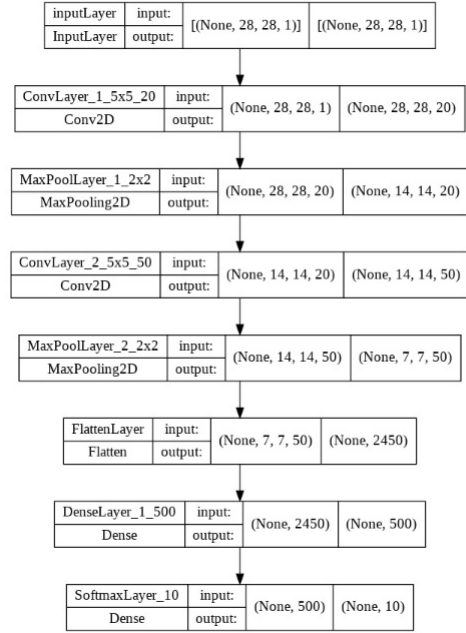 inputLayer input: [(None, 28, 28, 1)] [(None, 28, 28, 1)]
InputLayer output:
ConvLayer_1_5x5_20 input: (None, 28, 28, 1) (None, 28, 28, 20)
Conv2D output:
MaxPoolLayer_1_2x2 input: (None, 28, 28, 20) (None, 14, 14, 20)
MaxPooling2D output:
ConvLayer_2_5x5_50 input: (None, 14, 14, 20) (None, 14, 14, 50)
Conv2D output:
MaxPoolLayer_2_2x2 input: (None, 14, 14, 50) (None, 7, 7, 50)
MaxPooling2D output:
FlattenLayer input: (None, 7, 7, 50) (None, 2450)
Flatten output:
DenseLayer_1_500 input: (None, 2450) (None, 500)
Dense output:
SoftmaxLayer_10 input: (None, 500) (None, 10)
Dense output: